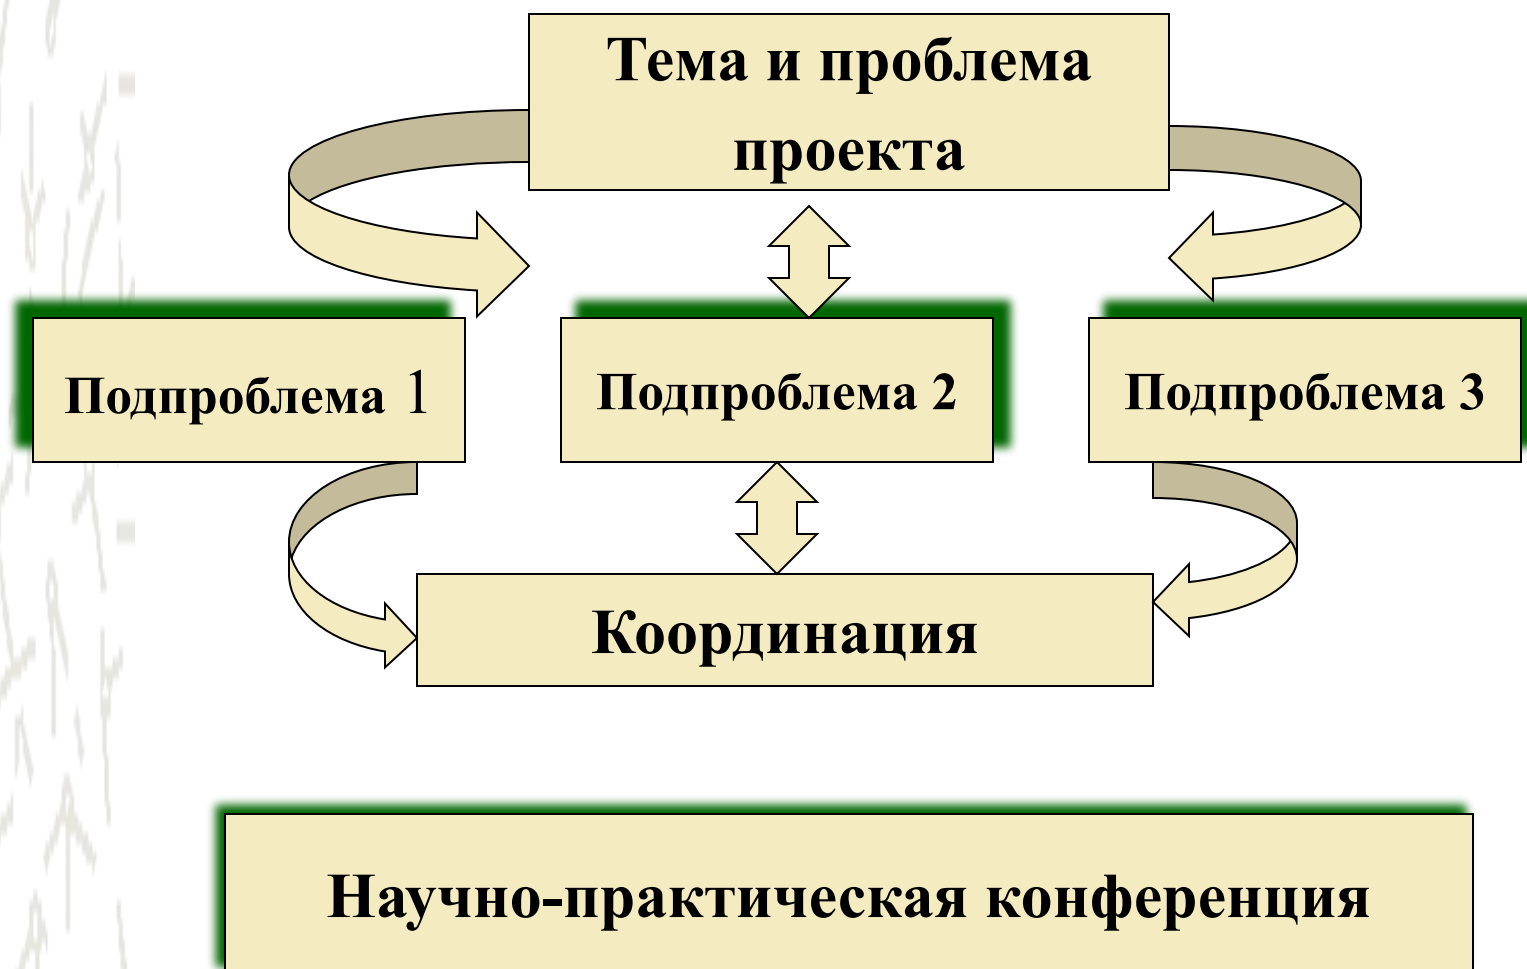 Тема и проблема
проекта
Подпроблема 1
Подпроблема 2
Подпроблема 3
Координация
Научно-практическая конференция